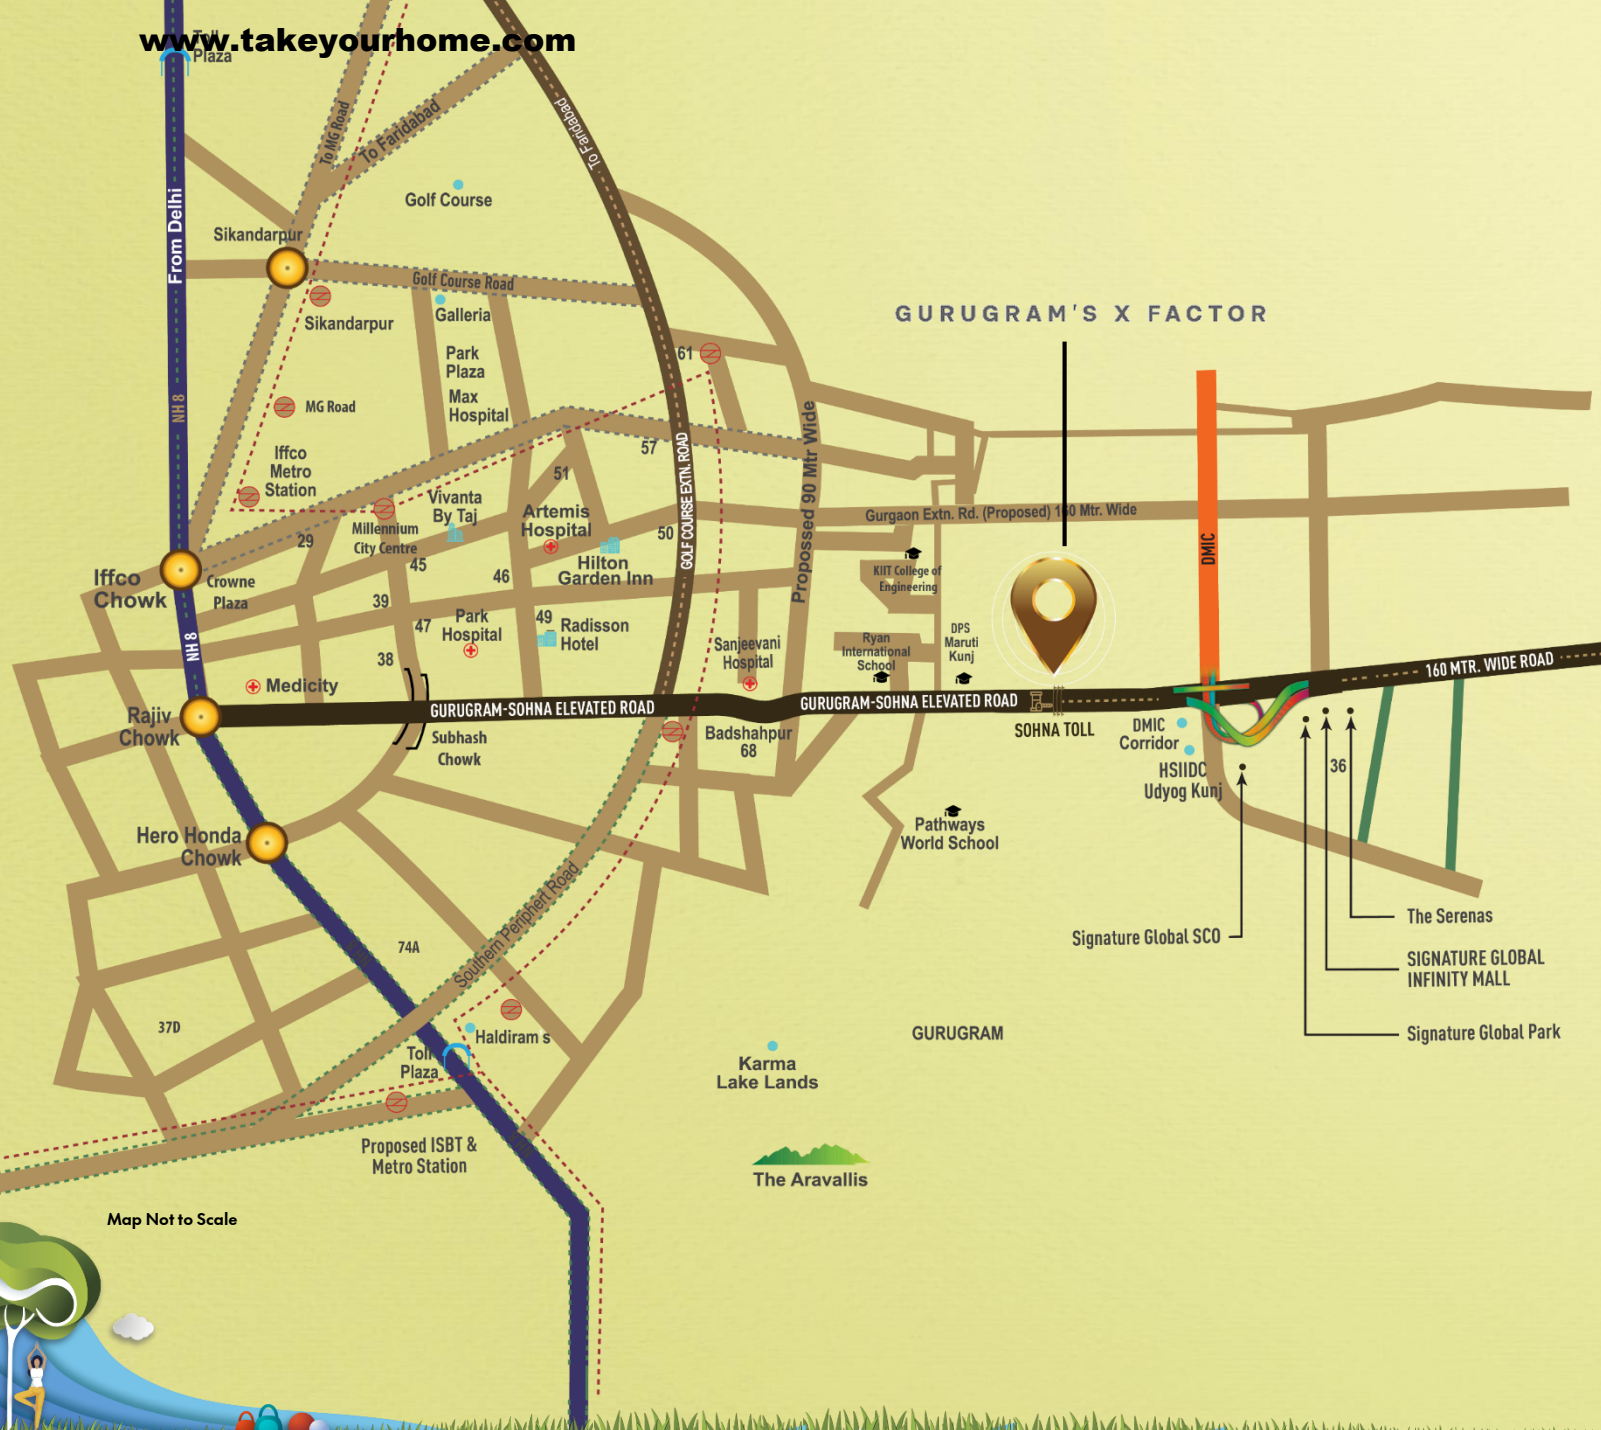 www.takeyourhome.com
Toll
Plaza
To MG Road
To Faridabad
To Faridabad
Golf Course
From Delhi
Sikandarpur
Golf Course Road
Galleria
Sikandarpur
GURUGRAM'S X FACTOR
Park
Plaza
61
Max
Hospital
MG Road
NH 8
57
Iffco
Metro
Station
51
Vivanta
By Taj
GOLF COURSE EXTN. ROAD
Propossed 90 Mtr Wide
Gurgaon Extn. Rd. (Proposed) 160 Mtr. Wide
Millennium
City Centre
Artemis
Hospital
50
29
DMIC
Hilton
Garden Inn
45
46
KIIT College of
Engineering
Iffco
Chowk
Crowne
Plaza
39
47
Park
Hospital
49
Radisson
Hotel
NH 8
38
Sanjeevani
Hospital
Ryan
International
School
DPS
Maruti
Kunj
Medicity
160 MTR. WIDE ROAD
Rajiv
Chowk
GURUGRAM-SOHNA ELEVATED ROAD
GURUGRAM-SOHNA ELEVATED ROAD
SOHNA TOLL
Subhash
Chowk
Badshahpur
68
DMIC
Corridor
HSIIDC
Udyog Kunj
36
Hero Honda
Chowk
Pathways
World School
Southern Peripherl Road
74A
The Serenas
Signature Global SCO
SIGNATURE GLOBAL
INFINITY MALL
37D
Haldiram s
GURUGRAM
Signature Global Park
Toll
Plaza
Karma
Lake Lands
Proposed ISBT &
Metro Station
The Aravallis
Map Not to Scale